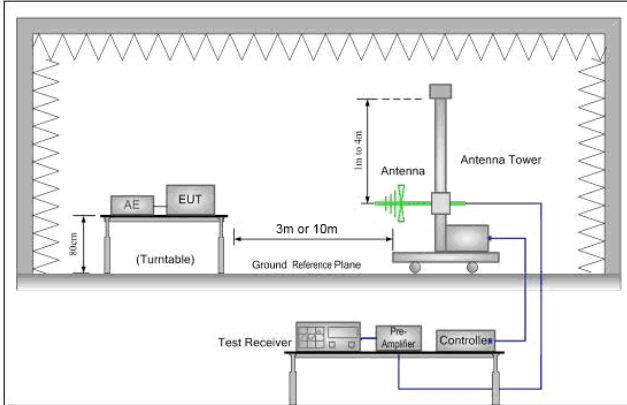 1m to 4m
Antenna
Antenna Tower
AE
EUT
3m or 10m
80cm
(Turntable)
Ground Reference Plane
Test Receiver
Pre-
Amplifier
Controller